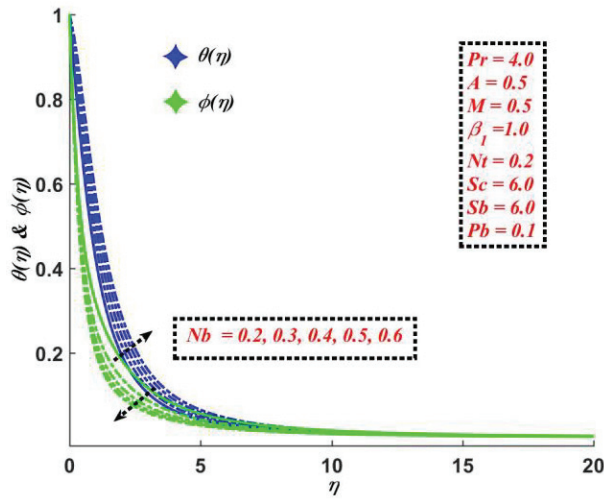 1
0.8
0.6
0.4
0.2
0
5
10
15
20
θ(η) & ϕ(η)
η
θ(η)
ϕ(η)
Pr = 4.0
A = 0.5
M = 0.5
β₁ =1.0
Nt = 0.2
Sc = 6.0
Sb = 6.0
Pb = 0.1
Nb = 0.2, 0.3, 0.4, 0.5, 0.6